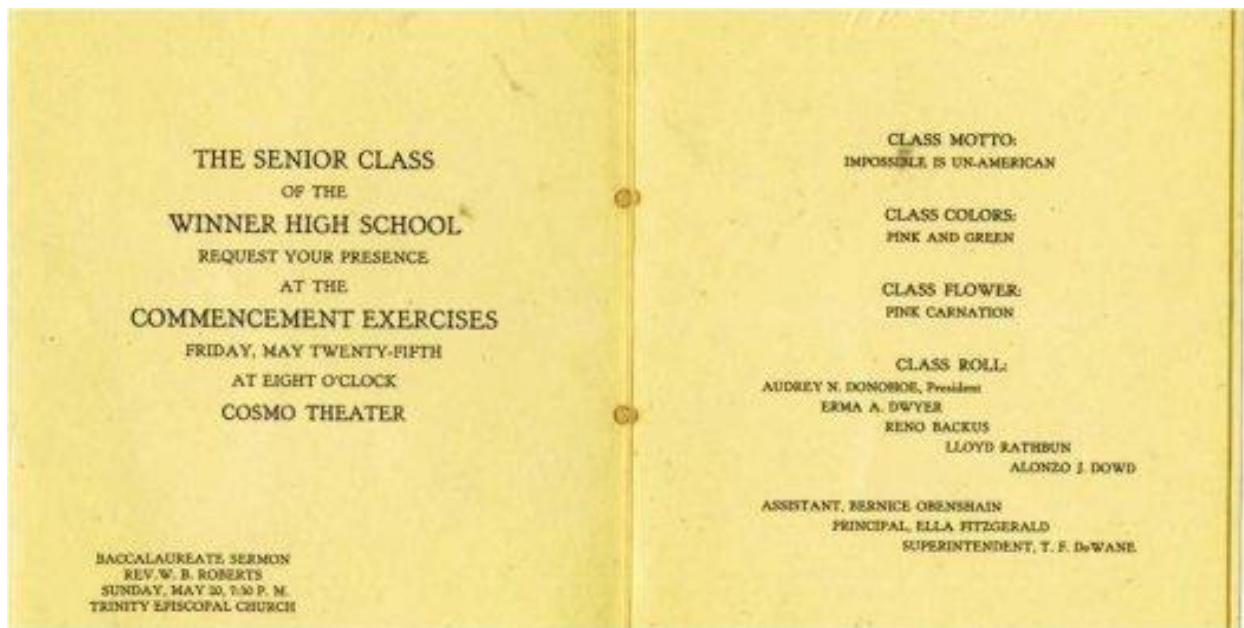 THE SENIOR CLASS
OF THE
WINNER HIGH SCHOOL
REQUEST YOUR PRESENCE
AT THE
COMMENCEMENT EXERCISES
FRIDAY, MAY TWENTY-FIFTH
AT EIGHT O'CLOCK
COSMO THEATER
BACCALAUREATE SERMON
REV. W. B. ROBERTS
SUNDAY, MAY 20, 7:30 P. M.
TRINITY EPISCOPAL CHURCH
CLASS MOTTO:
IMPOSSIBLE IS UN-AMERICAN
CLASS COLORS:
PINK AND GREEN
CLASS FLOWER:
PINK CARNATION
CLASS ROLL:
AUDREY N. DONOHOE, President
ERMA A. DWYER
RENO BACKUS
LLOYD RATHBUN
ALONZO J. DOWD
ASSISTANT, BERNICE OBENSHAIN
PRINCIPAL, ELLA FITZGERALD
SUPERINTENDENT, T. F. DeWANE